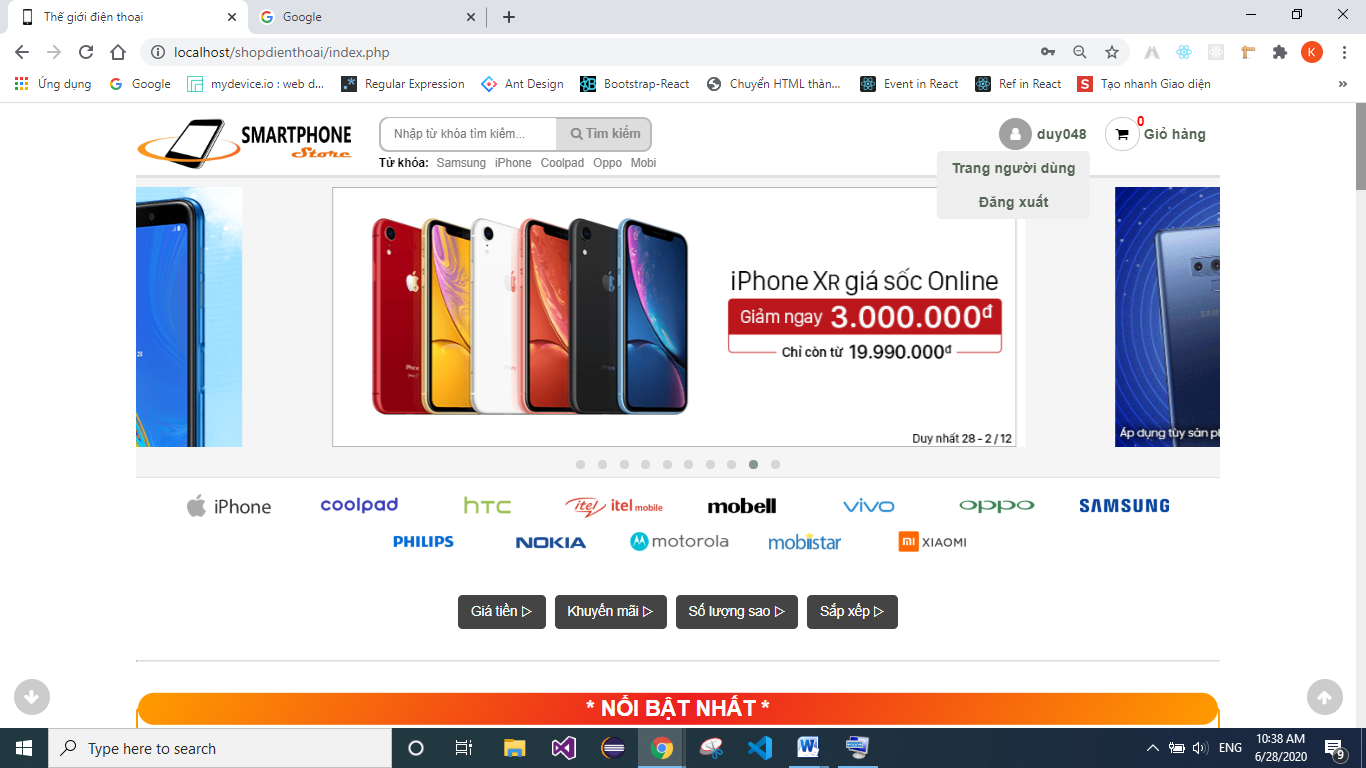 Thế giới điện thoại
Google
localhost/shopdienthoai/index.php
K
Ứng dụng
Google
mydevice.io : web d...
Regular Expression
Ant Design
Bootstrap-React
Chuyển HTML thàn...
Event in React
Ref in React
Tạo nhanh Giao diện
SMARTPHONE
Store
Nhập từ khóa tìm kiếm...
Tìm kiếm
Từ khóa: Samsung iPhone Coolpad Oppo Mobi
duy048
0
Giỏ hàng
Trang người dùng
Đăng xuất
iPhone XR giá sốc Online
Giảm ngay 3.000.000đ
Chỉ còn từ 19.990.000đ
Duy nhất 28 - 2 / 12
Áp dụng tùy sản
iPhone
coolpad
hTC
itel itel mobile
mobell
vivo
oppo
SAMSUNG
PHILIPS
NOKIA
motorola
mobiistar
mi XIAOMI
Giá tiền ▷
Khuyến mãi ▷
Số lượng sao ▷
Sắp xếp ▷
* NỔI BẬT NHẤT *
Type here to search
ENG
10:38 AM
6/28/2020
9